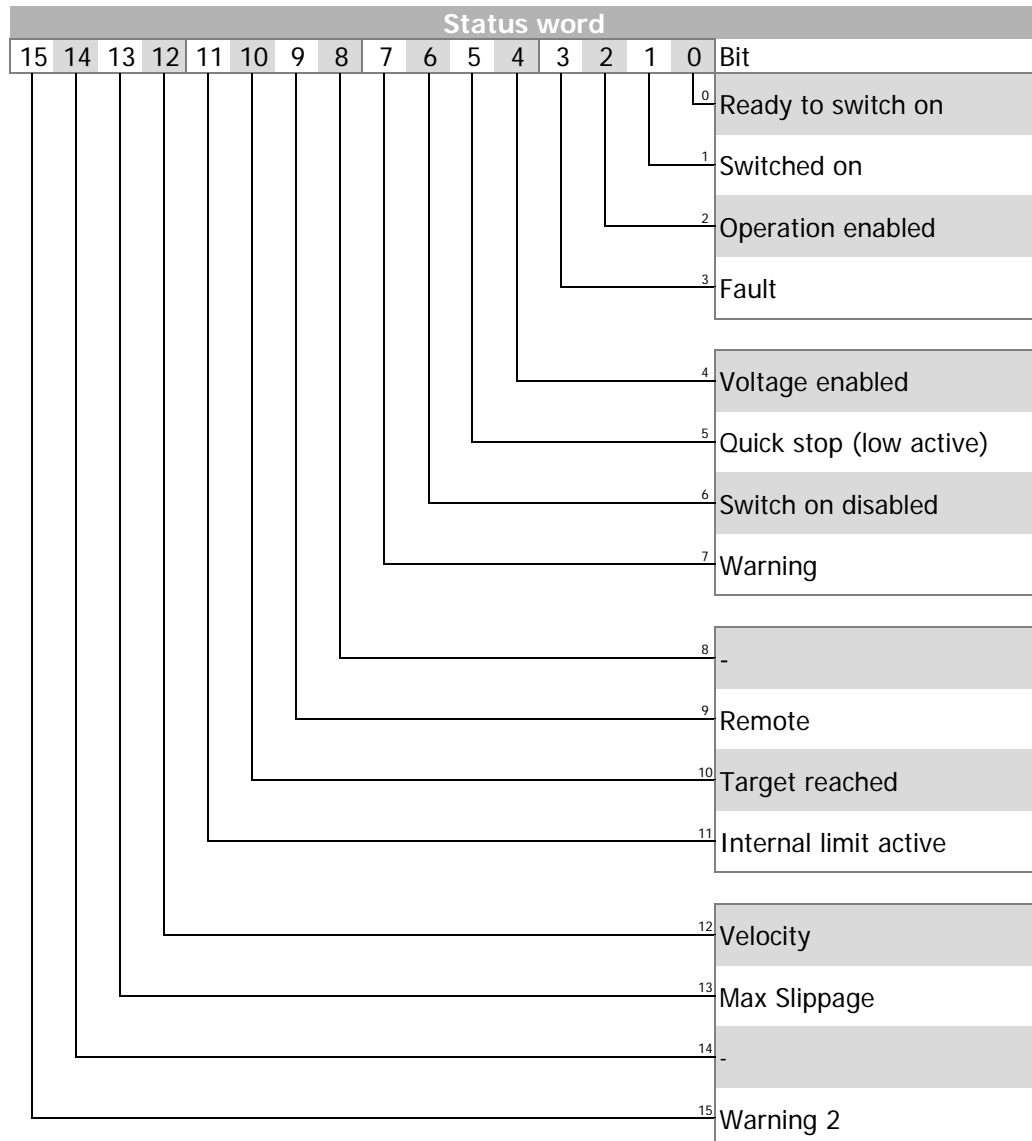 Status word
15 14 13 12 11 10 9 8 7 6 5 4 3 2 1 0 Bit
0 Ready to switch on
1 Switched on
2 Operation enabled
3 Fault
4 Voltage enabled
5 Quick stop (low active)
6 Switch on disabled
7 Warning
8 -
9 Remote
10 Target reached
11 Internal limit active
12 Velocity
13 Max Slippage
14 -
15 Warning 2